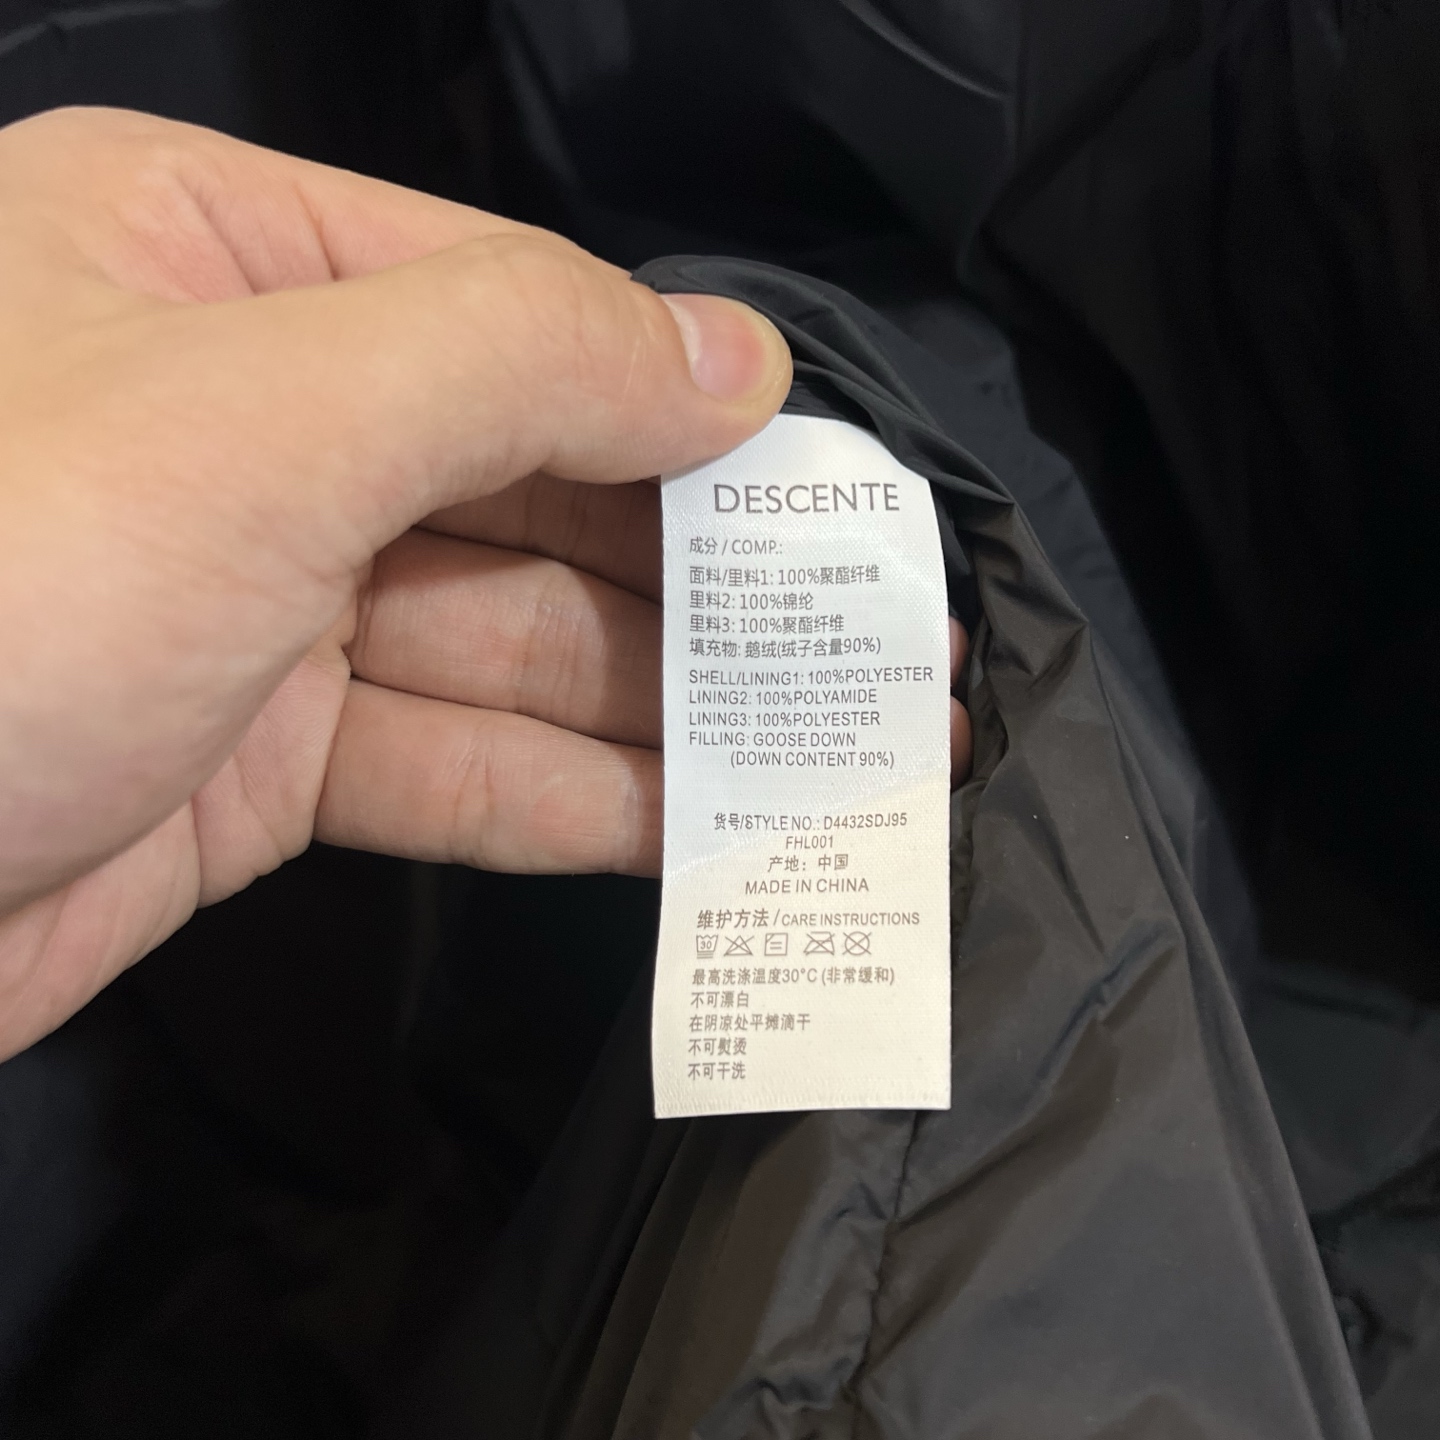 DESCENTE
成分 / COMP.:
面料/里料1: 100%聚酯纤维
里料2: 100%锦纶
里料3: 100%聚酯纤维
填充物: 鹅绒(绒子含量90%)
SHELL/LINING1: 100%POLYESTER
LINING2: 100%POLYAMIDE
LINING3: 100%POLYESTER
FILLING: GOOSE DOWN
(DOWN CONTENT 90%)
货号/STYLE NO.: D4432SDJ95
FHL001
产地: 中国
MADE IN CHINA
维护方法 / CARE INSTRUCTIONS
30
最高洗涤温度30°C (非常缓和)
不可漂白
在阴凉处平摊滴干
不可熨烫
不可干洗